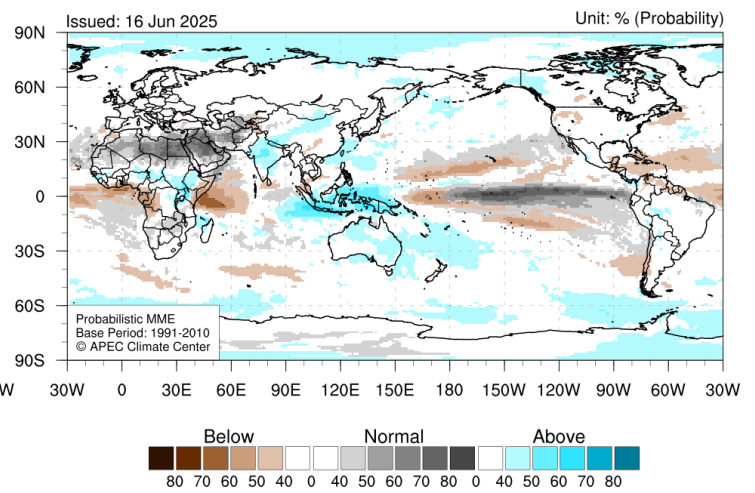 Issued: 16 Jun 2025
Unit: % (Probability)
90N
60N
30N
0
30S
60S
90S
Probabilistic MME
Base Period: 1991-2010
© APEC Climate Center
W 30W 0 30E 60E 90E 120E 150E 180 150W 120W 90W 60W 30W
Below Normal Above
80 70 60 50 40 0 40 50 60 70 80 0 40 50 60 70 80